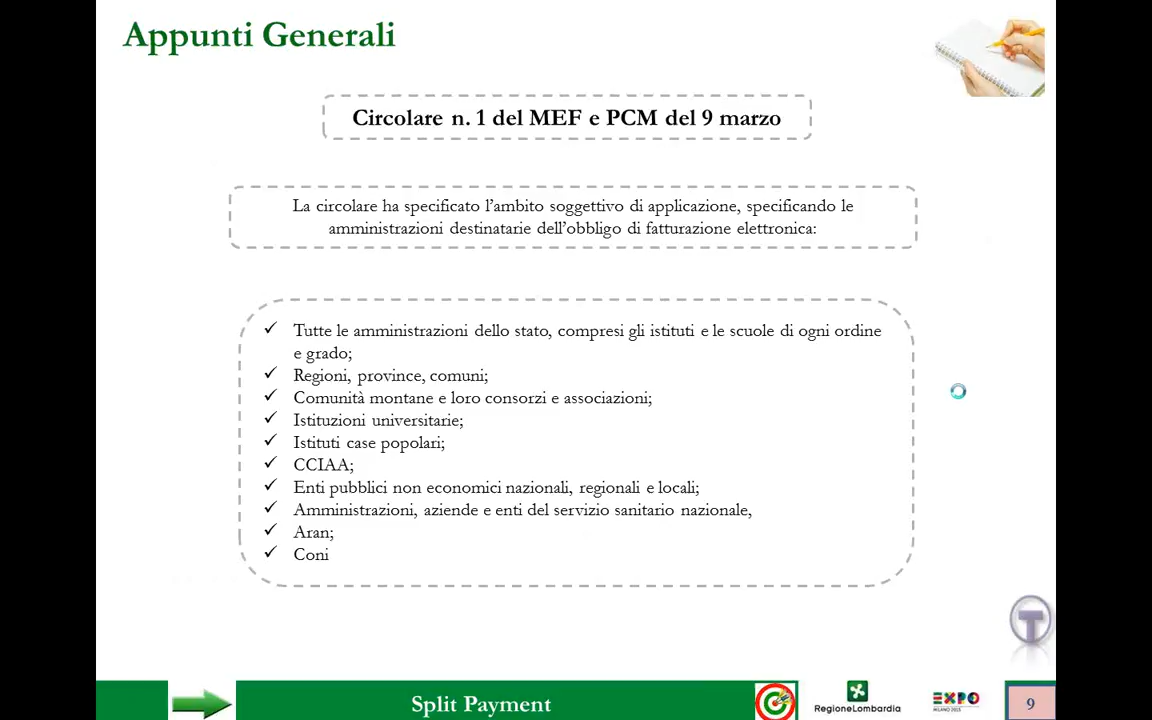 Appunti Generali
Circolare n. 1 del MEF e PCM del 9 marzo
La circolare ha specificato l'ambito soggettivo di applicazione, specificando le
amministrazioni destinatarie dell'obbligo di fatturazione elettronica:
✓ Tutte le amministrazioni dello stato, compresi gli istituti e le scuole di ogni ordine
e grado;
✓ Regioni, province, comuni;
✓ Comunità montane e loro consorzi e associazioni;
✓ Istituzioni universitarie;
✓ Istituti case popolari;
✓ CCIAA;
✓ Enti pubblici non economici nazionali, regionali e locali;
✓ Amministrazioni, aziende e enti del servizio sanitario nazionale,
✓ Aran;
✓ Coni
T
Split Payment
RegioneLombardia
EXPO
MILANO 2015
9